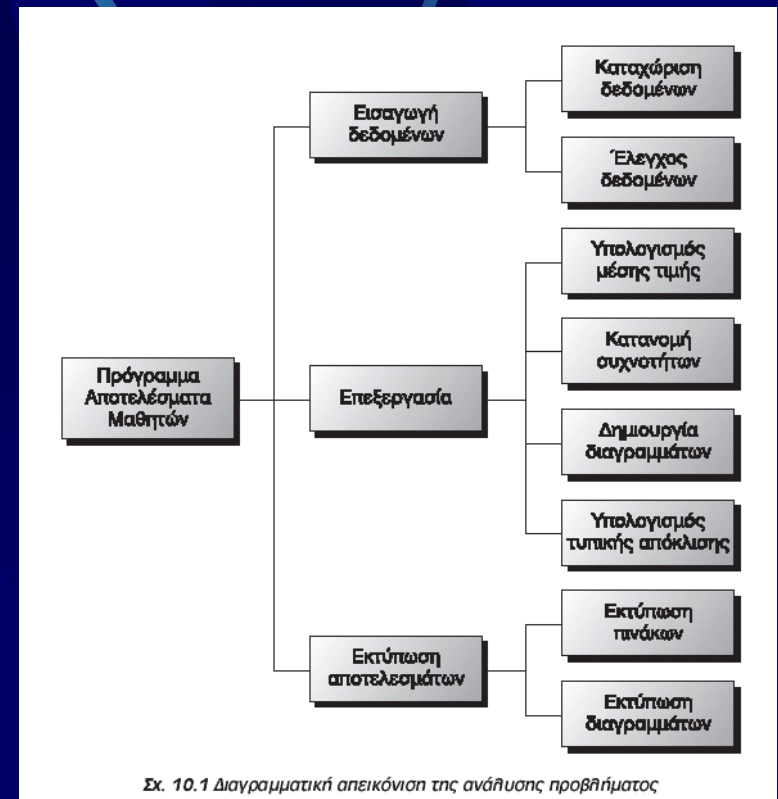 Καταχώριση
δεδομένων
Εισαγωγή
δεδομένων
Έλεγχος
δεδομένων
Υπολογισμός
μέσης τιμής
Κατανομή
συχνοτήτων
Πρόγραμμα
Αποτελέσματα
Μαθητών
Επεξεργασία
Δημιουργία
διαγραμμάτων
Υπολογισμός
τυπικής απόκλισης
Εκτύπωση
πινάκων
Εκτύπωση
αποτελεσμάτων
Εκτύπωση
διαγραμμάτων
Σχ. 10.1 Διαγραμματική απεικόνιση της ανάλυσης προβλήματος